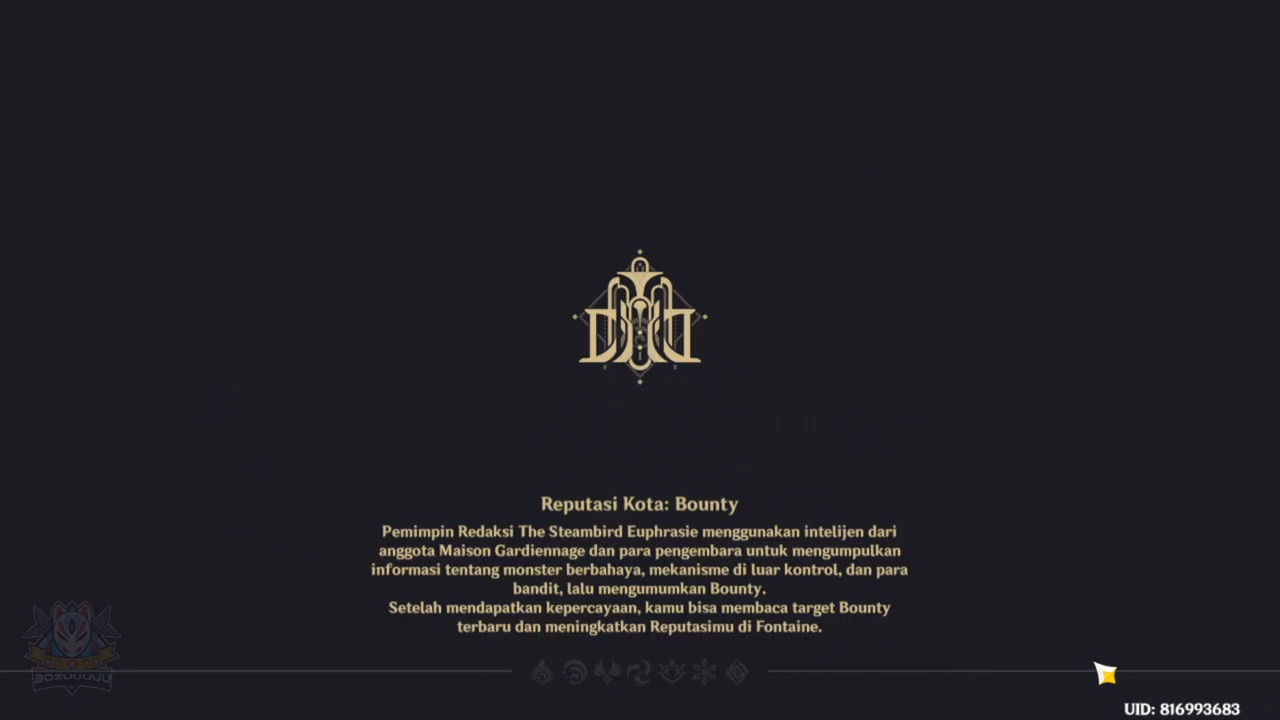 Reputasi Kota: Bounty
Pemimpin Redaksi The Steambird Euphrasie menggunakan intelijen dari
anggota Maison Gardiennage dan para pengembara untuk mengumpulkan
informasi tentang monster berbahaya, mekanisme di luar kontrol, dan para
bandit, lalu mengumumkan Bounty.
Setelah mendapatkan kepercayaan, kamu bisa membaca target Bounty
terbaru dan meningkatkan Reputasimu di Fontaine.
BOZUUUUU
UID: 816993683